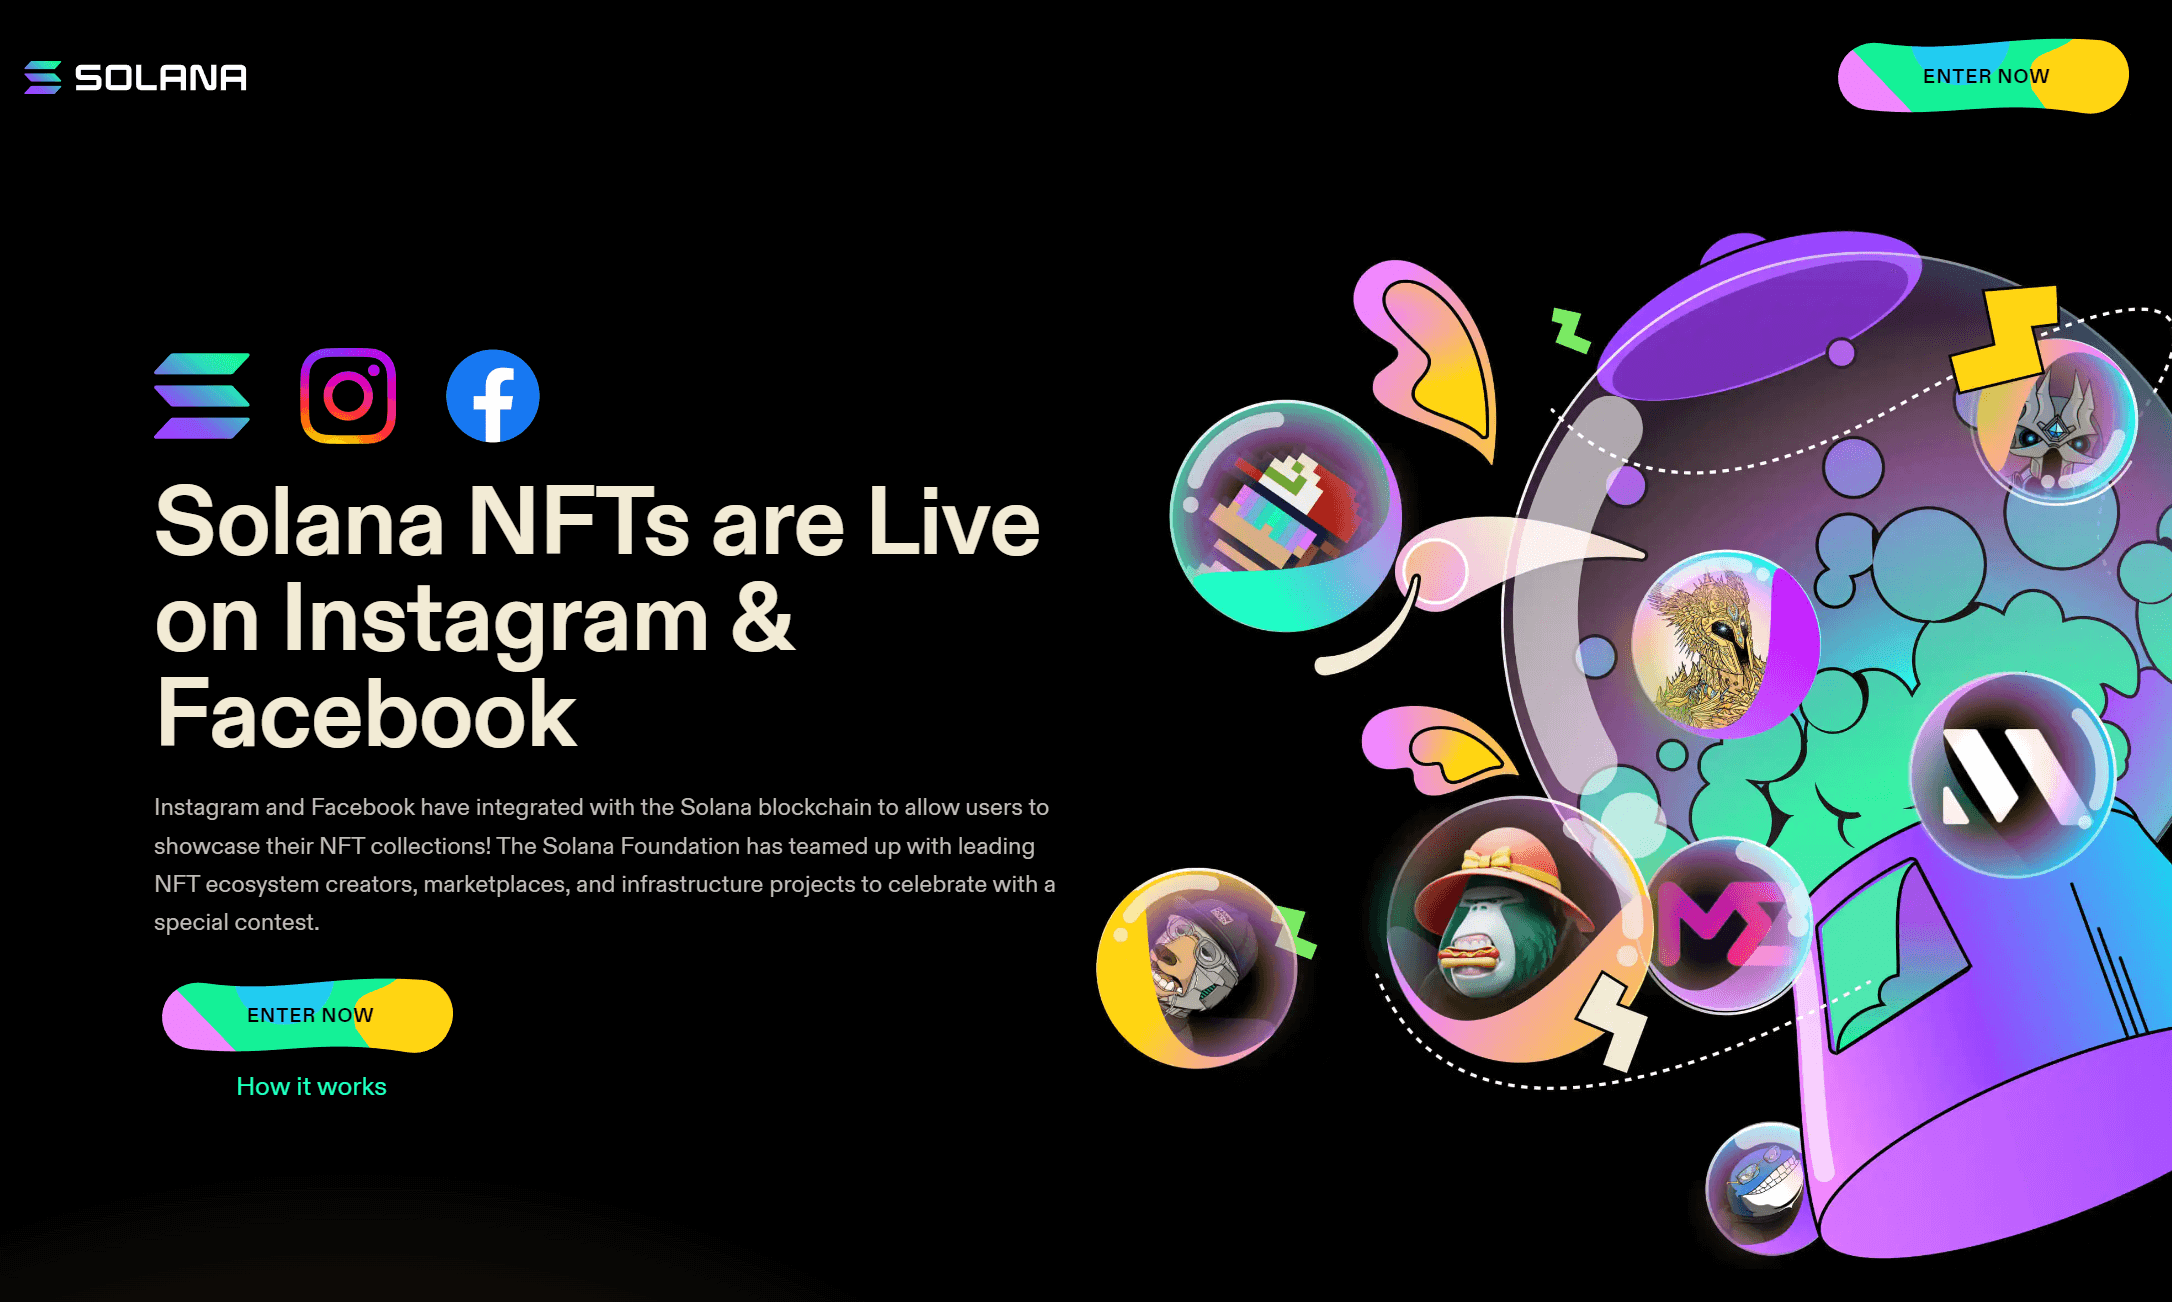 SOLANA
ENTER NOW
Solana NFTs are Live
on Instagram &
Facebook
Instagram and Facebook have integrated with the Solana blockchain to allow users to
showcase their NFT collections! The Solana Foundation has teamed up with leading
NFT ecosystem creators, marketplaces, and infrastructure projects to celebrate with a
special contest.
ENTER NOW
How it works